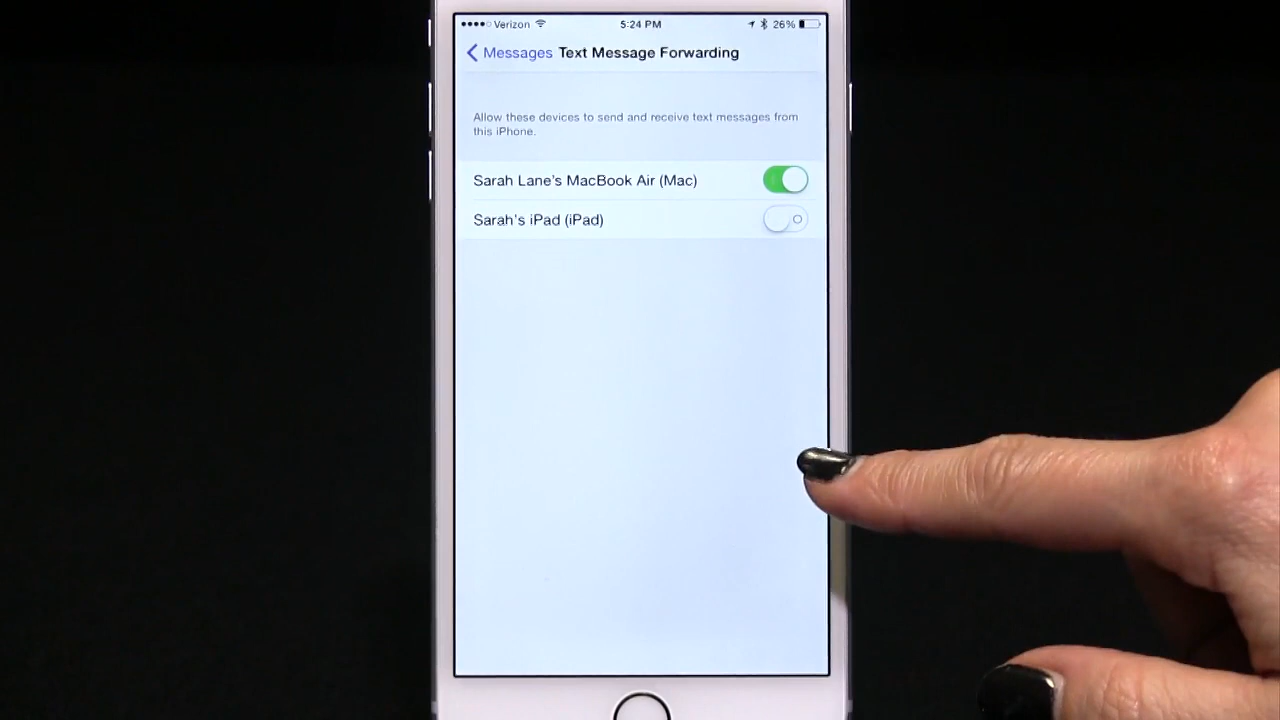 Verizon 5:24 PM 26%
Messages Text Message Forwarding
Allow these devices to send and receive text messages from
this iPhone.
Sarah Lane's MacBook Air (Mac)
Sarah's iPad (iPad)